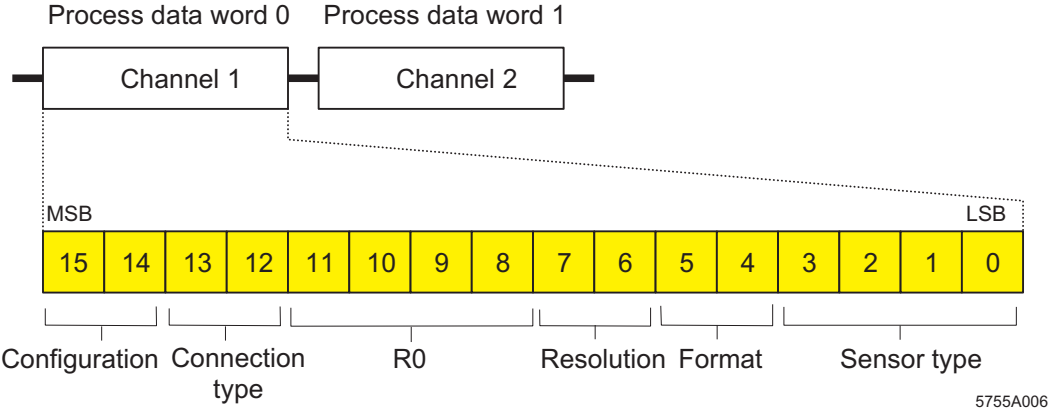 Process data word 0 Process data word 1
Channel 1 Channel 2
MSB LSB
15 14 13 12 11 10 9 8 7 6 5 4 3 2 1 0
Configuration Connection type R0 Resolution Format Sensor type
5755A006